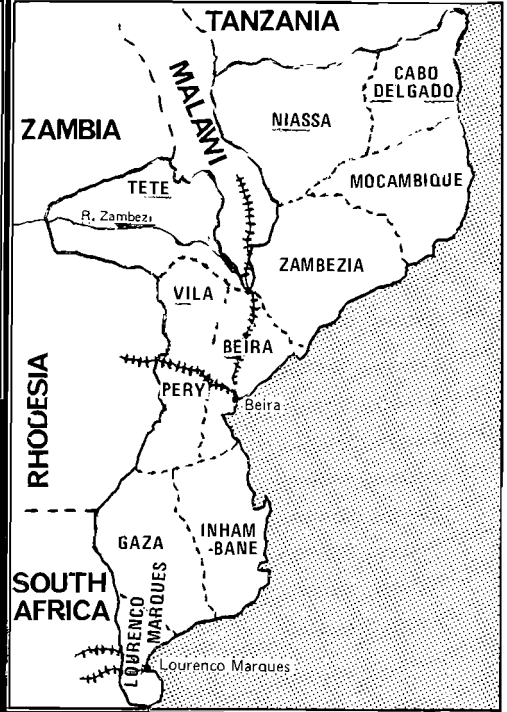 TANZANIA
CABO
DELGADO
MALAWI
NIASSA
ZAMBIA
TETE
MOCAMBIQUE
R. Zambezi
ZAMBEZIA
VILA
BEIRA
RHODESIA
PERY
Beira
GAZA
INHAM
-BANE
SOUTH
AFRICA
LOURENCO
MARQUES
Lourenco Marques